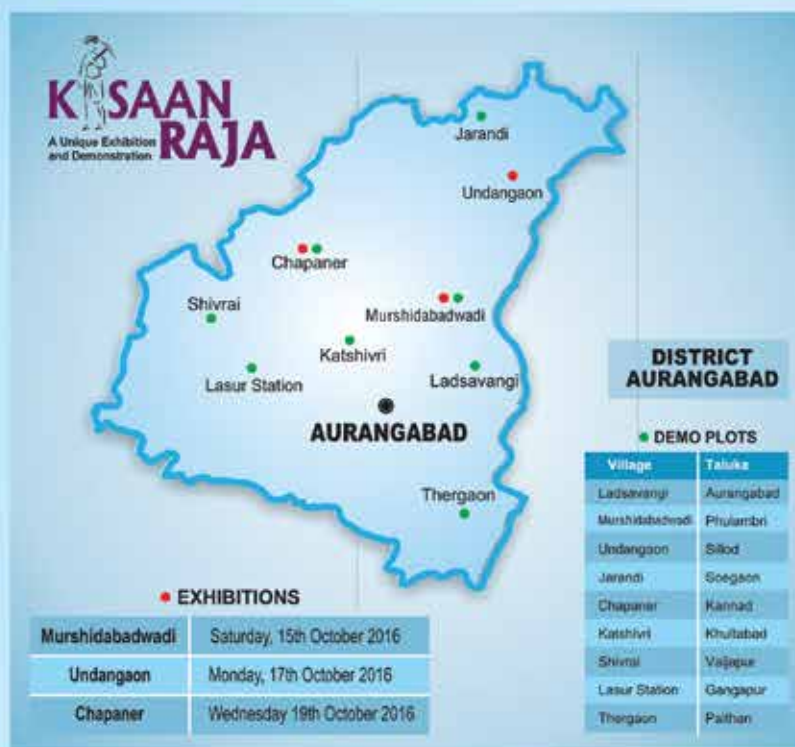 KISAAN
RAJA
A Unique Exhibition
and Demonstration
Jarandi
Undangaon
Chapaner
Shivrai
Murshidabadwadi
Katshivri
Lasur Station
Ladsavangi
AURANGABAD
Thergaon
DISTRICT
AURANGABAD
DEMO PLOTS
Village Taluka
Ladsavangi Aurangabad
Murshidabadwadi Phulambri
Undangaon Sillod
Jarandi Soegaon
Chapaner Kannad
Katshivri Khultabad
Shivrai Vaijapur
Lasur Station Gangapur
Thergaon Paithan
EXHIBITIONS
Murshidabadwadi Saturday, 15th October 2016
Undangaon Monday, 17th October 2016
Chapaner Wednesday 19th October 2016